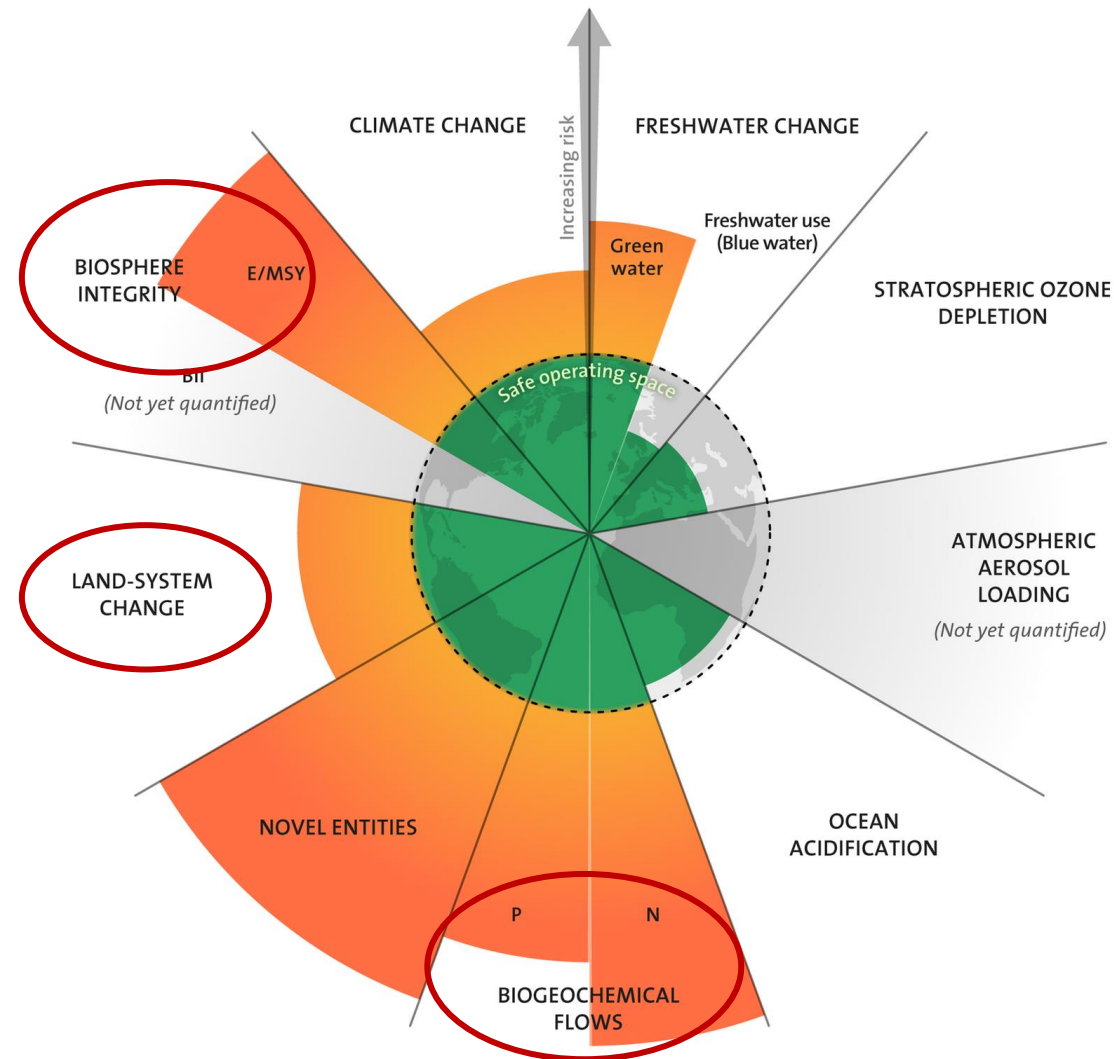 CLIMATE CHANGE
FRESHWATER CHANGE
Increasing risk
Freshwater use
(Blue water)
Green
water
BIOSPHERE
INTEGRITY
E/MSY
STRATOSPHERIC OZONE
DEPLETION
BII
(Not yet quantified)
Safe operating space
ATMOSPHERIC
AEROSOL
LOADING
(Not yet quantified)
LAND-SYSTEM
CHANGE
NOVEL ENTITIES
OCEAN
ACIDIFICATION
P
N
BIOGEOCHEMICAL
FLOWS